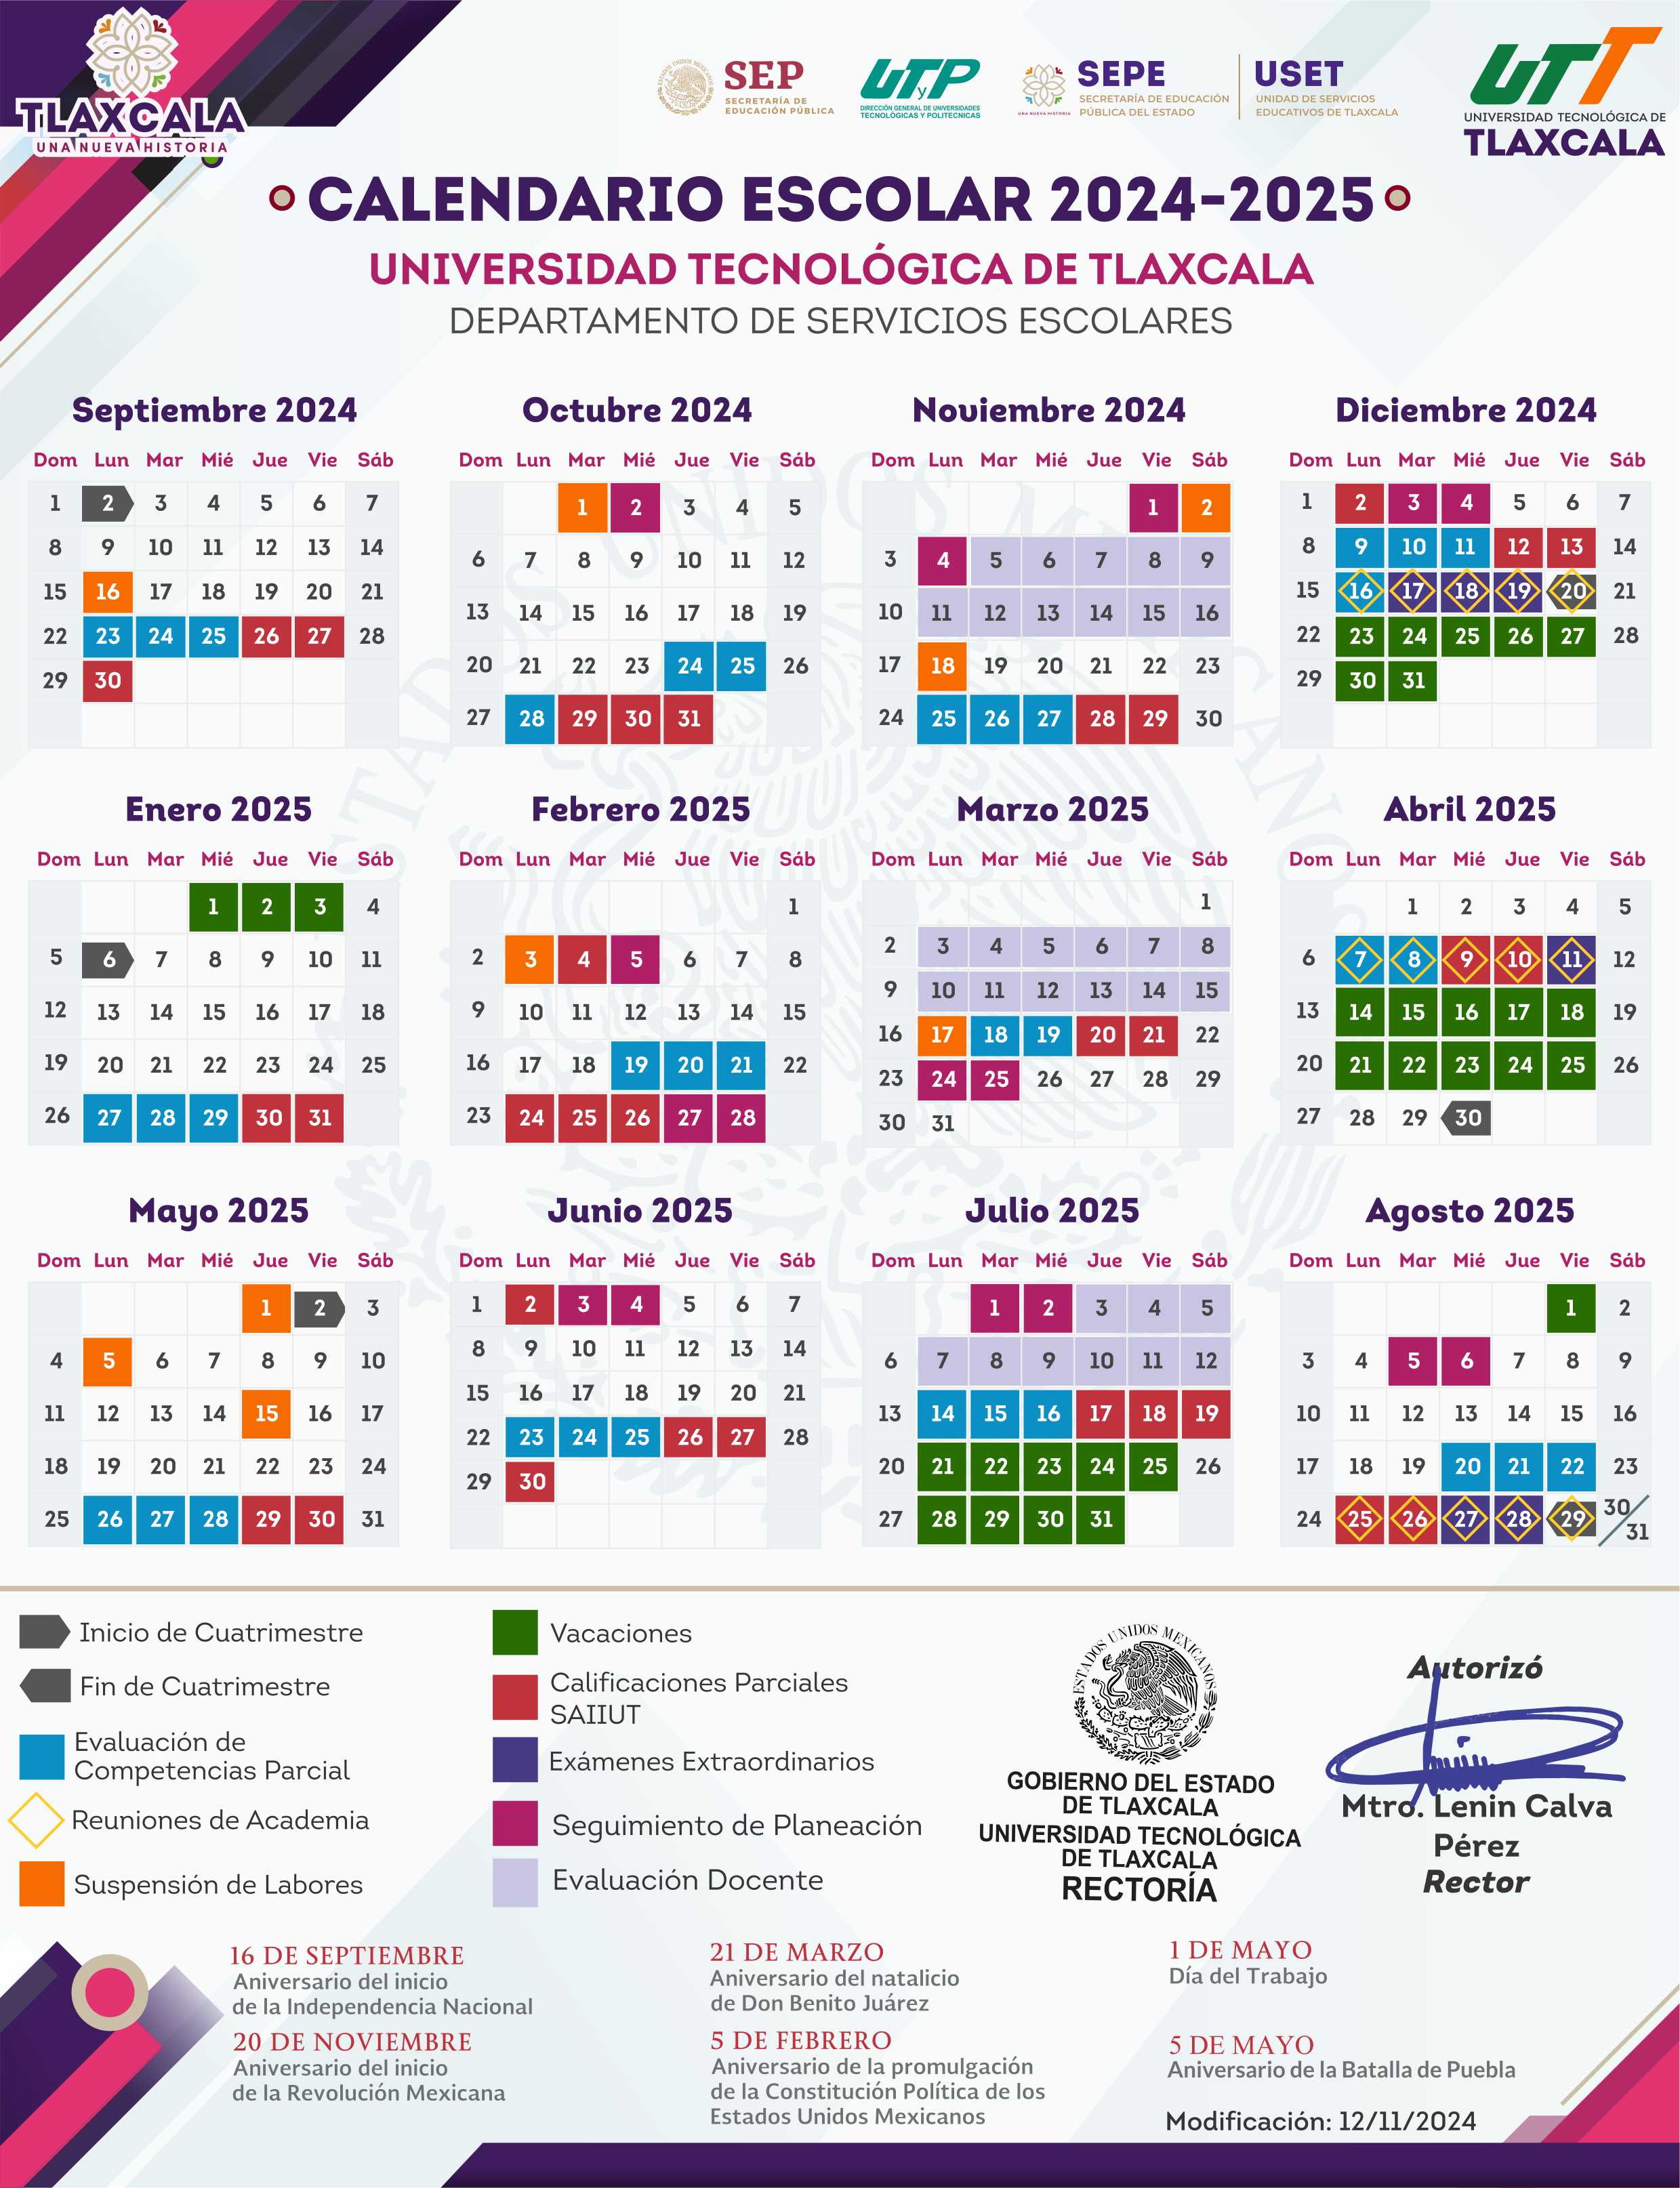 TLAXCALA
UNA NUEVA HISTORIA
SEP
SECRETARÍA DE
EDUCACIÓN PÚBLICA
UTyP
DIRECCIÓN GENERAL DE UNIVERSIDADES
TECNOLÓGICAS Y POLITECNICAS
UNA NUEVA HISTORIA
SEPE
SECRETARÍA DE EDUCACIÓN
PÚBLICA DEL ESTADO
USET
UNIDAD DE SERVICIOS
EDUCATIVOS DE TLAXCALA
UTT
UNIVERSIDAD TECNOLÓGICA DE
TLAXCALA
CALENDARIO ESCOLAR 2024-2025
UNIVERSIDAD TECNOLÓGICA DE TLAXCALA
DEPARTAMENTO DE SERVICIOS ESCOLARES
Septiembre 2024
Dom Lun Mar Mié Jue Vie Sáb
1 2 3 4 5 6 7
8 9 10 11 12 13 14
15 16 17 18 19 20 21
22 23 24 25 26 27 28
29 30
Octubre 2024
Dom Lun Mar Mié Jue Vie Sáb
1 2 3 4 5
6 7 8 9 10 11 12
13 14 15 16 17 18 19
20 21 22 23 24 25 26
27 28 29 30 31
Noviembre 2024
Dom Lun Mar Mié Jue Vie Sáb
1 2
3 4 5 6 7 8 9
10 11 12 13 14 15 16
17 18 19 20 21 22 23
24 25 26 27 28 29 30
Diciembre 2024
Dom Lun Mar Mié Jue Vie Sáb
1 2 3 4 5 6 7
8 9 10 11 12 13 14
15 16 17 18 19 20 21
22 23 24 25 26 27 28
29 30 31
Enero 2025
Dom Lun Mar Mié Jue Vie Sáb
1 2 3 4
5 6 7 8 9 10 11
12 13 14 15 16 17 18
19 20 21 22 23 24 25
26 27 28 29 30 31
Febrero 2025
Dom Lun Mar Mié Jue Vie Sáb
1
2 3 4 5 6 7 8
9 10 11 12 13 14 15
16 17 18 19 20 21 22
23 24 25 26 27 28
Marzo 2025
Dom Lun Mar Mié Jue Vie Sáb
1
2 3 4 5 6 7 8
9 10 11 12 13 14 15
16 17 18 19 20 21 22
23 24 25 26 27 28 29
30 31
Abril 2025
Dom Lun Mar Mié Jue Vie Sáb
1 2 3 4 5
6 7 8 9 10 11 12
13 14 15 16 17 18 19
20 21 22 23 24 25 26
27 28 29 30
Mayo 2025
Dom Lun Mar Mié Jue Vie Sáb
1 2 3
4 5 6 7 8 9 10
11 12 13 14 15 16 17
18 19 20 21 22 23 24
25 26 27 28 29 30 31
Junio 2025
Dom Lun Mar Mié Jue Vie Sáb
1 2 3 4 5 6 7
8 9 10 11 12 13 14
15 16 17 18 19 20 21
22 23 24 25 26 27 28
29 30
Julio 2025
Dom Lun Mar Mié Jue Vie Sáb
1 2 3 4 5
6 7 8 9 10 11 12
13 14 15 16 17 18 19
20 21 22 23 24 25 26
27 28 29 30 31
Agosto 2025
Dom Lun Mar Mié Jue Vie Sáb
1 2
3 4 5 6 7 8 9
10 11 12 13 14 15 16
17 18 19 20 21 22 23
24 25 26 27 28 29 30/31
Inicio de Cuatrimestre
Fin de Cuatrimestre
Evaluación de
Competencias Parcial
Reuniones de Academia
Suspensión de Labores
Vacaciones
Calificaciones Parciales
SAIIUT
Exámenes Extraordinarios
Seguimiento de Planeación
Evaluación Docente
ESTADOS UNIDOS MEXICANOS
GOBIERNO DEL ESTADO
DE TLAXCALA
UNIVERSIDAD TECNOLÓGICA
DE TLAXCALA
RECTORÍA
Autorizó
Mtro. Lenin Calva
Pérez
Rector
16 DE SEPTIEMBRE
Aniversario del inicio
de la Independencia Nacional
20 DE NOVIEMBRE
Aniversario del inicio
de la Revolución Mexicana
21 DE MARZO
Aniversario del natalicio
de Don Benito Juárez
5 DE FEBRERO
Aniversario de la promulgación
de la Constitución Política de los
Estados Unidos Mexicanos
1 DE MAYO
Día del Trabajo
5 DE MAYO
Aniversario de la Batalla de Puebla
Modificación: 12/11/2024